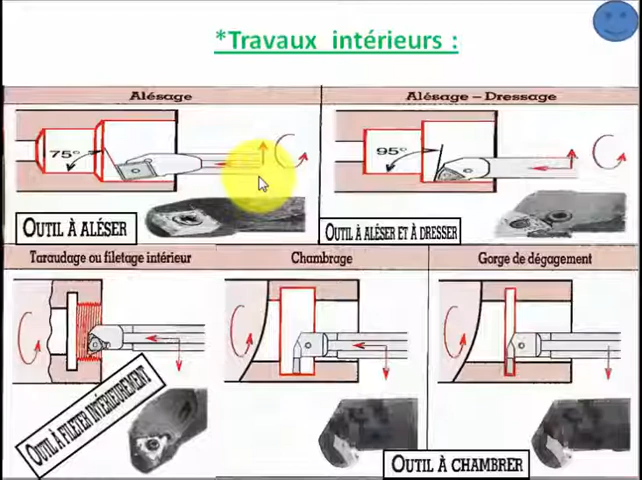 *Travaux intérieurs :
Alésage
Alésage – Dressage
75°
95°
OUTIL À ALÉSER
OUTIL À ALÉSER ET À DRESSER
Taraudage ou filetage intérieur
Chambrage
Gorge de dégagement
OUTIL À FILETER INTÉRIEUREMENT
OUTIL À CHAMBRER